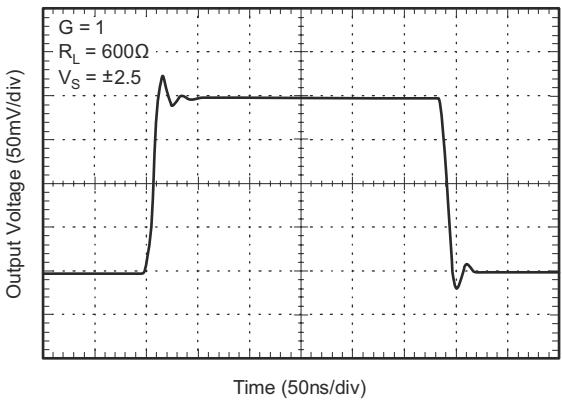 G = 1
R_L = 600Ω
V_S = ±2.5
Output Voltage (50mV/div)
Time (50ns/div)